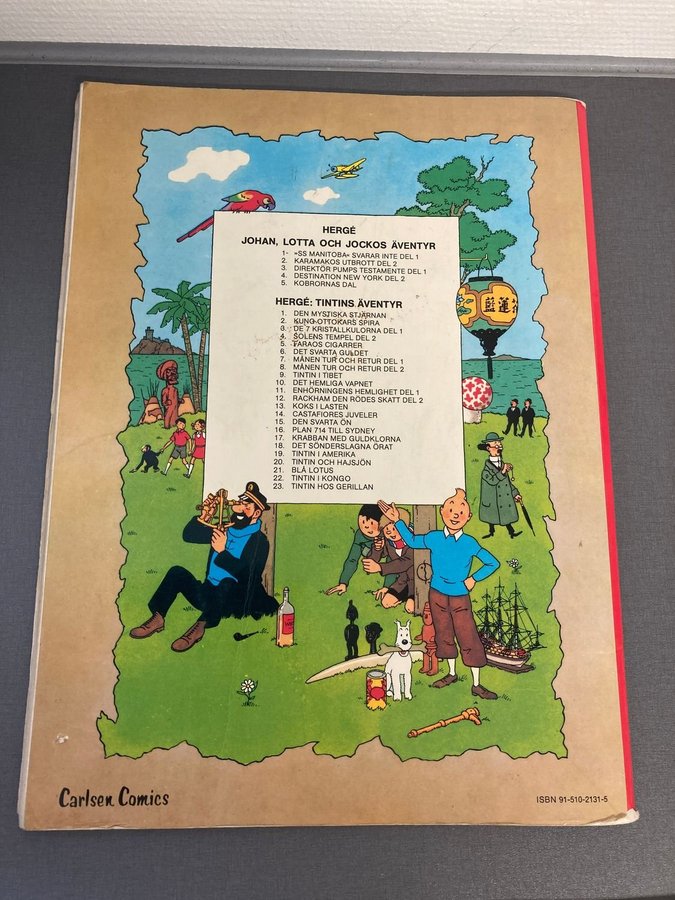 HERGÉ
JOHAN, LOTTA OCH JOCKOS ÄVENTYR
1. »SS MANITOBA« SVARAR INTE DEL 1
2. KARAMAKOS UTBROTT DEL 2
3. DIREKTÖR PUMPS TESTAMENTE DEL 1
4. DESTINATION NEW YORK DEL 2
5. KOBRORNAS DAL
HERGÉ: TINTINS ÄVENTYR
1. DEN MYSTISKA STJÄRNAN
2. KUNG OTTOKARS SPIRA
3. DE 7 KRISTALLKULORNA DEL 1
4. SOLENS TEMPEL DEL 2
5. FARAOS CIGARRER
6. DET SVARTA GULDET
7. MÅNEN TUR OCH RETUR DEL 1
8. MÅNEN TUR OCH RETUR DEL 2
9. TINTIN I TIBET
10. DET HEMLIGA VAPNET
11. ENHÖRNINGENS HEMLIGHET DEL 1
12. RACKHAM DEN RÖDES SKATT DEL 2
13. KOKS I LASTEN
14. CASTAFIORES JUVELER
15. DEN SVARTA ÖN
16. PLAN 714 TILL SYDNEY
17. KRABBAN MED GULDKLORNA
18. DET SÖNDERSLAGNA ÖRAT
19. TINTIN I AMERIKA
20. TINTIN OCH HAJSJÖN
21. BLÅ LOTUS
22. TINTIN I KONGO
23. TINTIN HOS GERILLAN
藍蓮
Carlsen Comics
ISBN 91-510-2131-5